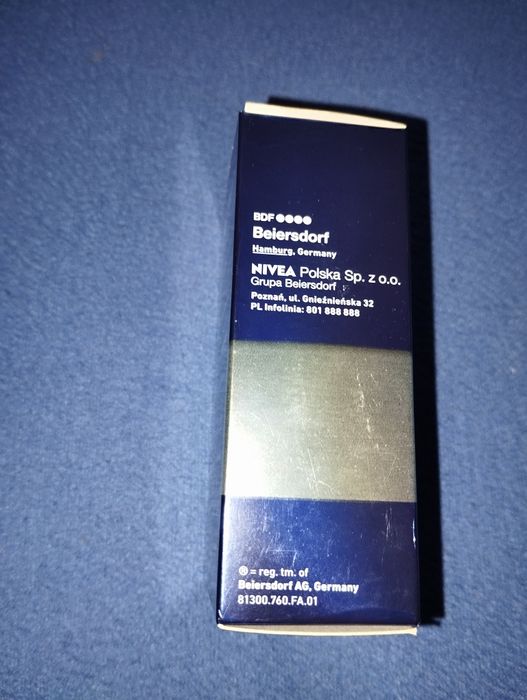 BDF ●●●●
Beiersdorf
Hamburg, Germany
NIVEA Polska Sp. z o.o.
Grupa Beiersdorf
Poznań, ul. Gnieźnieńska 32
PL Infolinia: 801 888 888
® = reg. tm. of
Beiersdorf AG, Germany
81300.760.FA.01